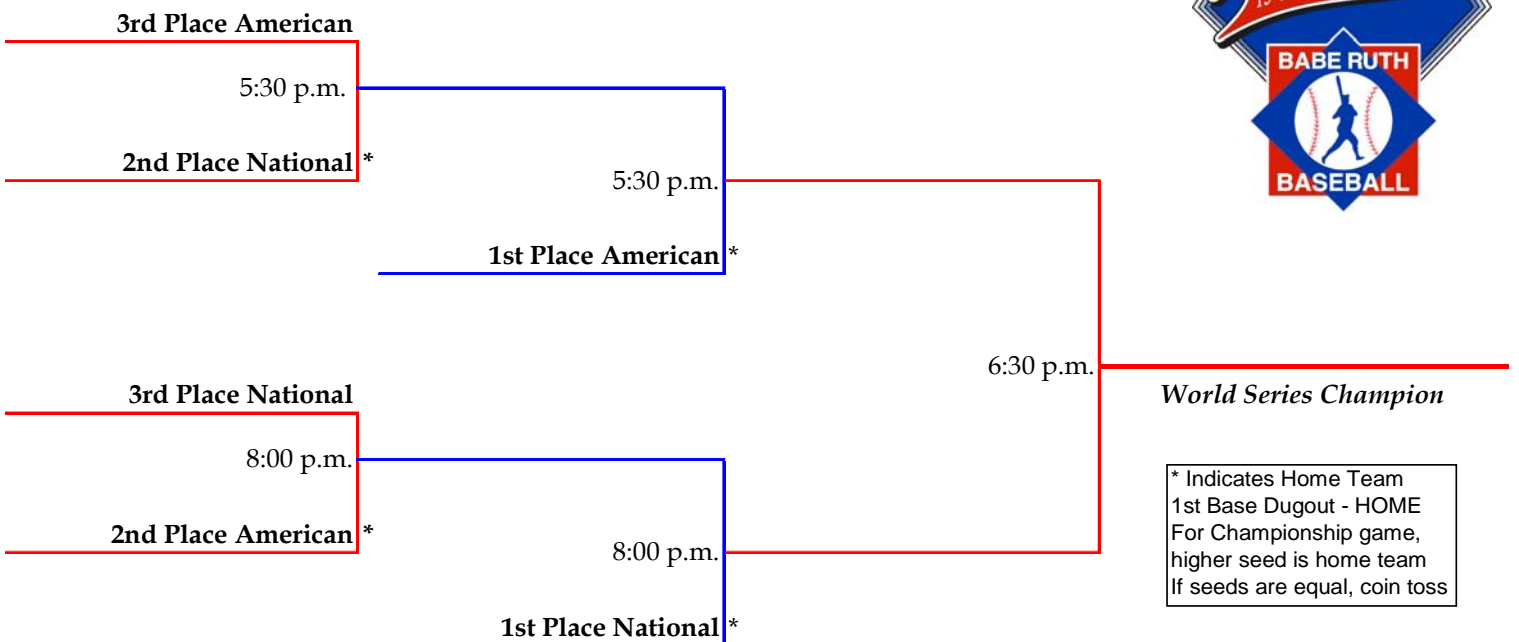 3rd Place American
5:30 p.m.
2nd Place National *
5:30 p.m.
1st Place American *
6:30 p.m.
World Series Champion
3rd Place National
8:00 p.m.
2nd Place American *
8:00 p.m.
1st Place National *
BABE RUTH
BASEBALL
* Indicates Home Team
1st Base Dugout - HOME
For Championship game,
higher seed is home team
If seeds are equal, coin toss